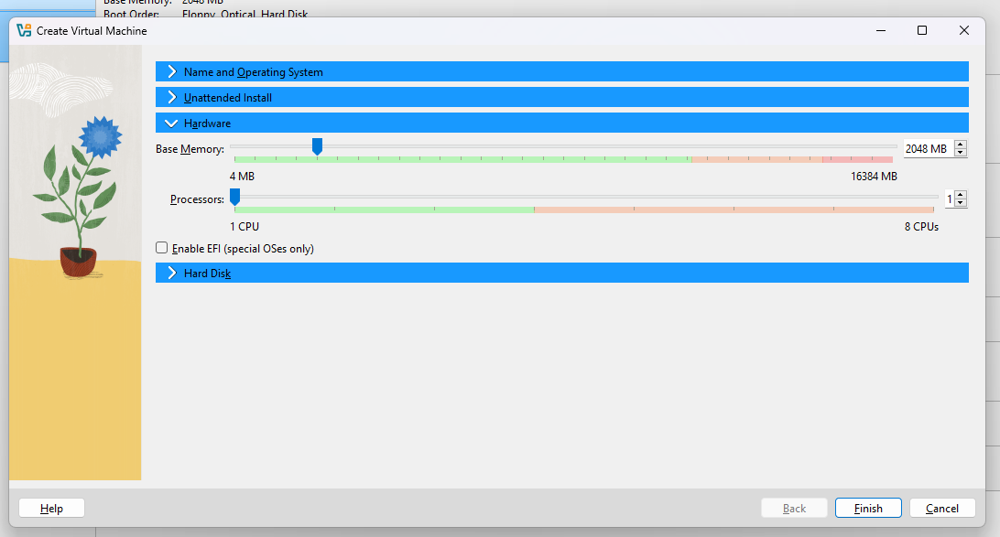 Base Memory: 2048 MB
Boot Order: Floppy, Optical, Hard Disk
Create Virtual Machine
Name and Operating System
Unattended Install
Hardware
Base Memory: 2048 MB
4 MB 16384 MB
Processors: 1
1 CPU 8 CPUs
Enable EFI (special OSes only)
Hard Disk
Help Back Finish Cancel